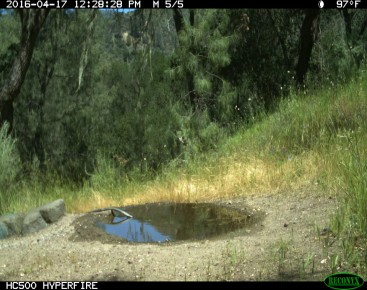 2016-04-17 12:28:28 PM M 5/5 97°F
HC500 HYPERFIRE RECONYX